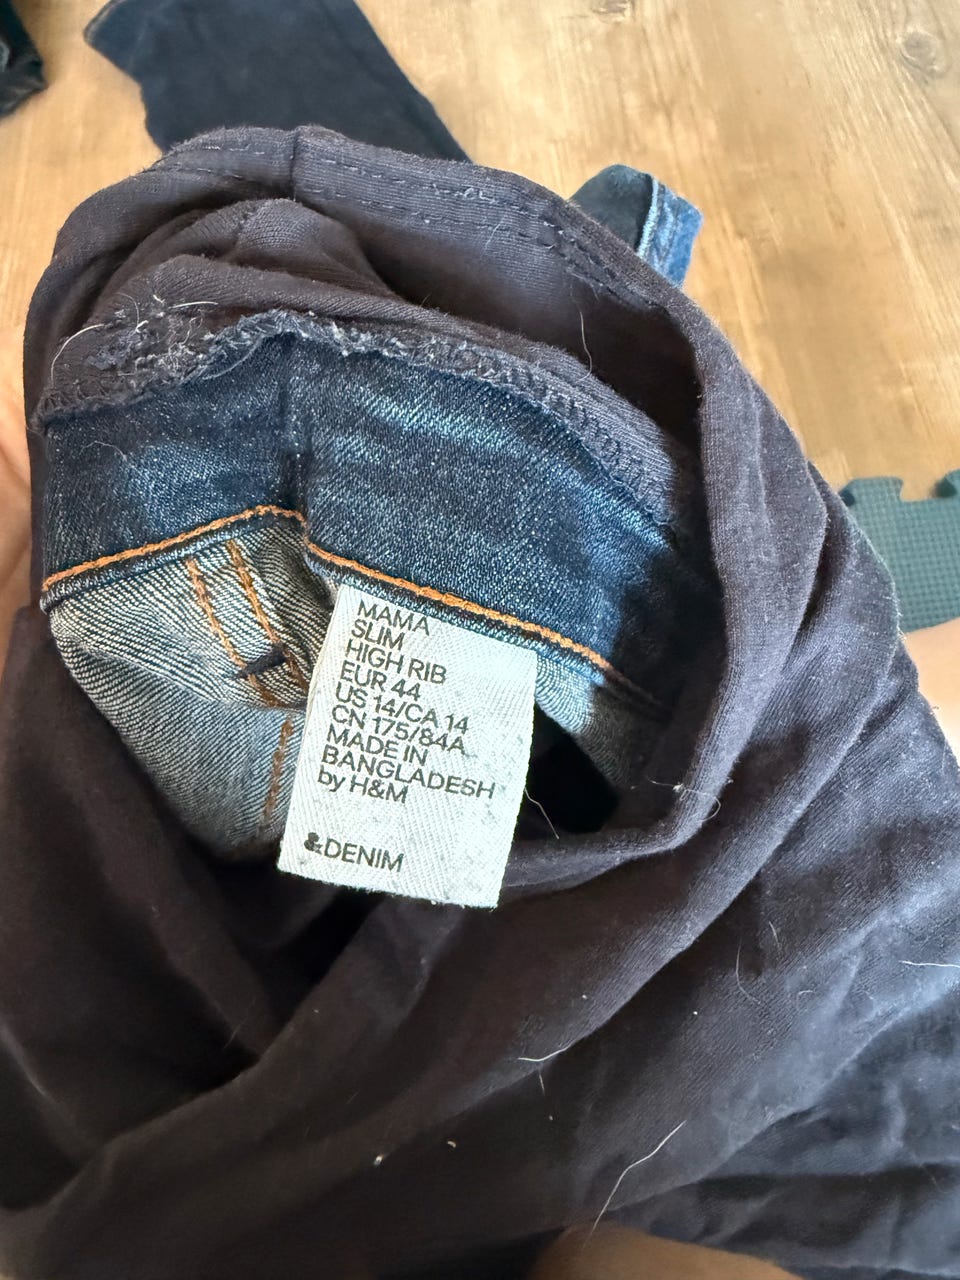 MAMA
SLIM
HIGH RIB
EUR 44
US 14/CA 14
CN 175/84A
MADE IN
BANGLADESH
by H&M
&DENIM